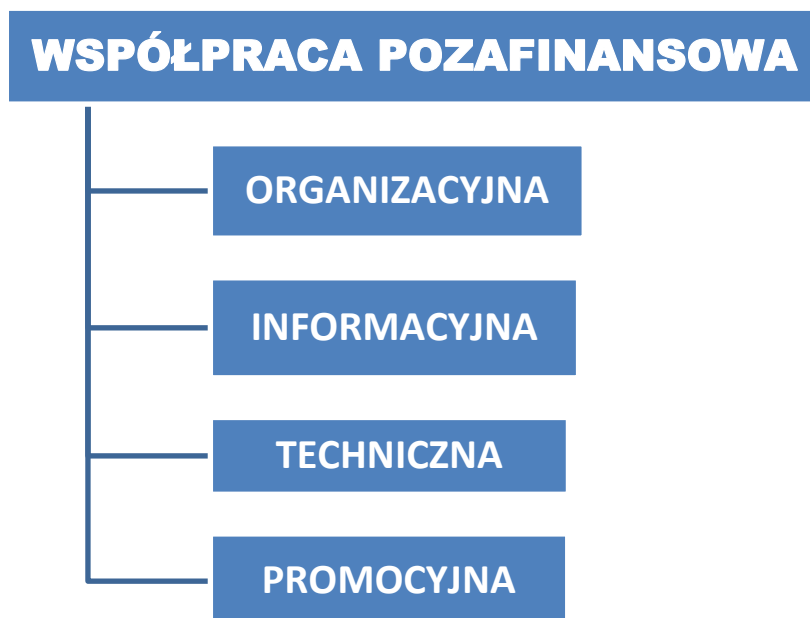 WSPÓŁPRACA POZAFINANSOWA
ORGANIZACYJNA
INFORMACYJNA
TECHNICZNA
PROMOCYJNA